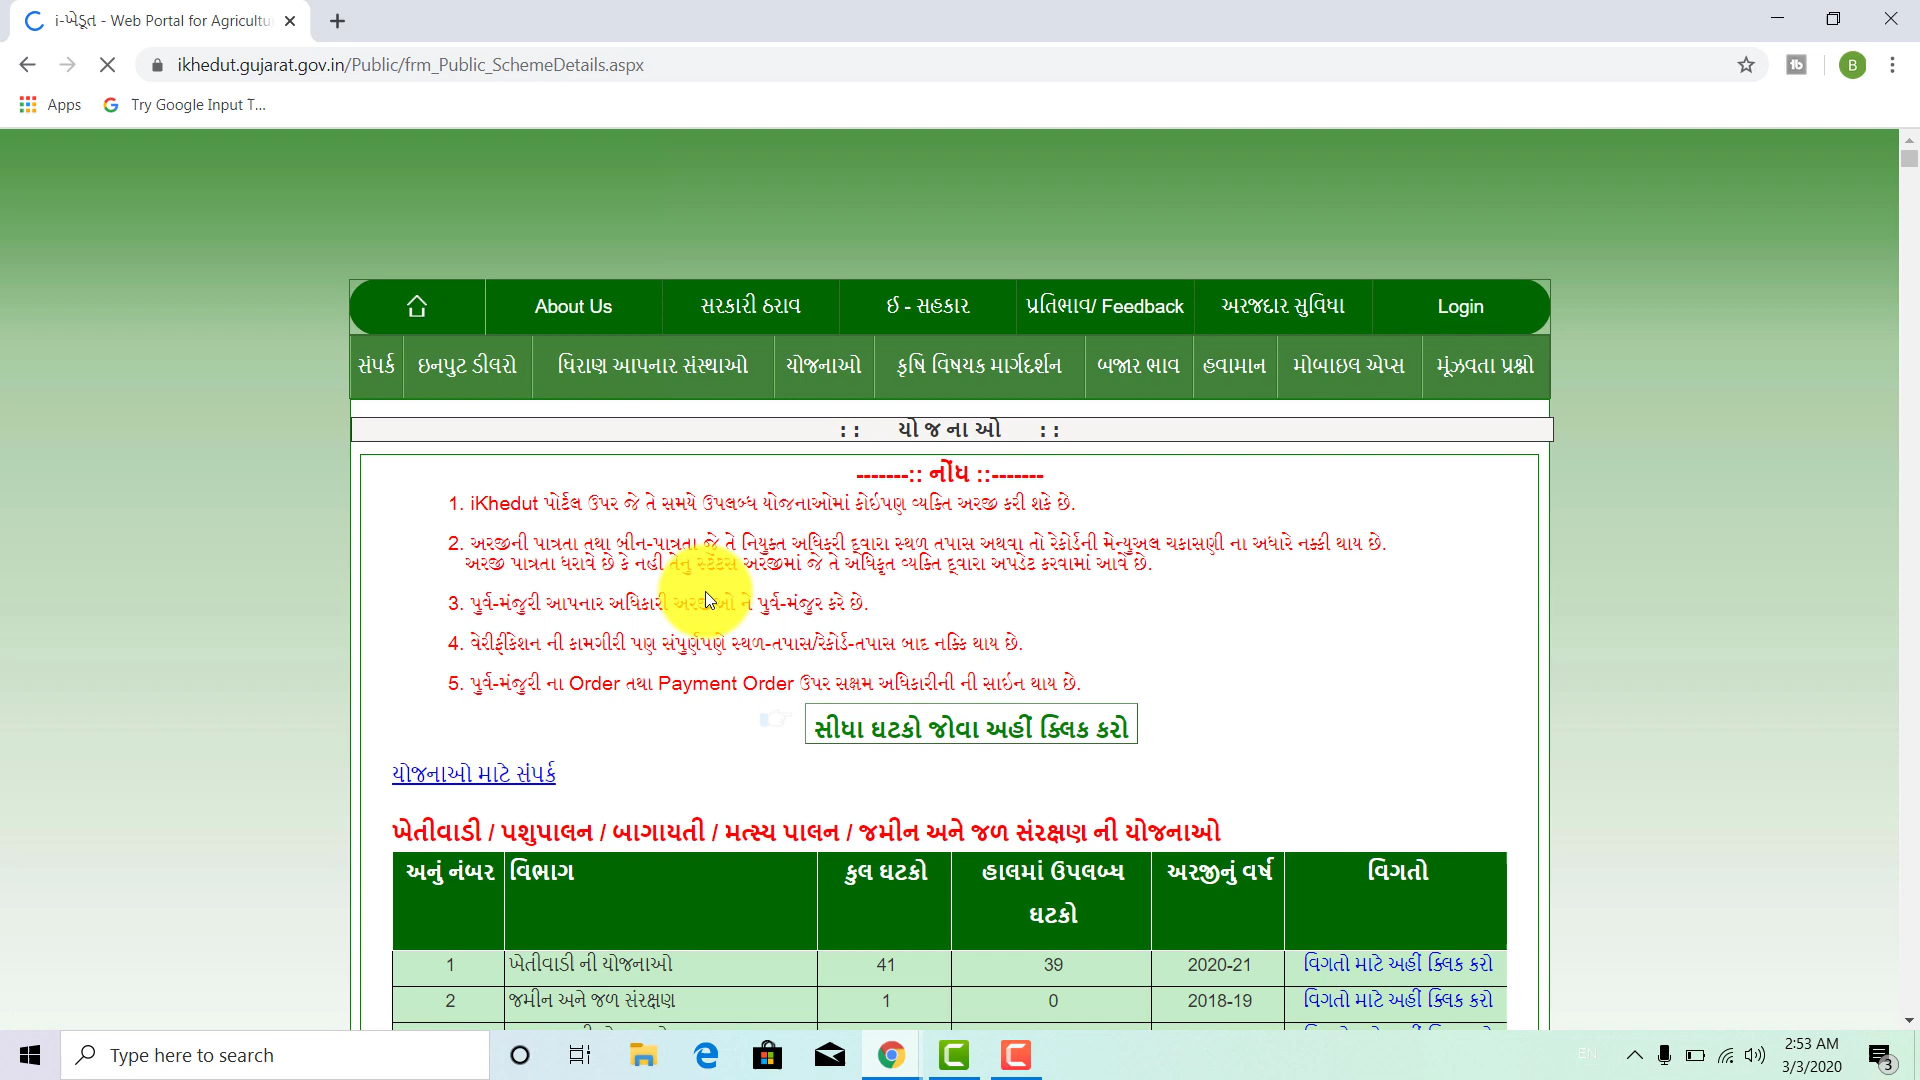 i-ખેડૂત - Web Portal for Agricultu
ikhedut.gujarat.gov.in/Public/frm_Public_SchemeDetails.aspx
B
Apps
Try Google Input T...
About Us
સરકારી ઠરાવ
ઈ - સહકાર
પ્રતિભાવ/ Feedback
અરજદાર સુવિધા
Login
સંપર્ક
ઇનપુટ ડીલરો
ધિરાણ આપનાર સંસ્થાઓ
યોજનાઓ
કૃષિ વિષયક માર્ગદર્શન
બજાર ભાવ
હવામાન
મોબાઇલ એપ્સ
મૂંઝવતા પ્રશ્નો
: : યો જ ના ઓ : :
-------:: નોંધ ::-------
1. iKhedut પોર્ટલ ઉપર જે તે સમયે ઉપલબ્ધ યોજનાઓમાં કોઇપણ વ્યકિત અરજી કરી શકે છે.
2. અરજીની પાત્રતા તથા બીન-પાત્રતા જે તે નિયુક્ત અધિકરી દ્વારા સ્થળ તપાસ અથવા તો રેકોર્ડની મેન્યુઅલ ચકાસણી ના અધારે નક્કી થાય છે.
અરજી પાત્રતા ધરાવે છે કે નહી તેનુ સ્ટેટસ અરજીમાં જે તે અધિકૃત વ્યકિત દ્વારા અપડેટ કરવામાં આવે છે.
3. પુર્વ-મંજુરી આપનાર અધિકારી અરજીઓ ને પુર્વ-મંજુર કરે છે.
4. વેરીફીકેશન ની કામગીરી પણ સંપુર્ણપણે સ્થળ-તપાસ/રેકોર્ડ-તપાસ બાદ નક્કિ થાય છે.
5. પુર્વ-મંજુરી ના Order તથા Payment Order ઉપર સક્ષમ અધિકારીની ની સાઇન થાય છે.
સીધા ઘટકો જોવા અહીં ક્લિક કરો
યોજનાઓ માટે સંપર્ક
ખેતીવાડી / પશુપાલન / બાગાયતી / મત્સ્ય પાલન / જમીન અને જળ સંરક્ષણ ની યોજનાઓ
અનું નંબર વિભાગ કુલ ઘટકો હાલમાં ઉપલબ્ધ ઘટકો અરજીનું વર્ષ વિગતો
1 ખેતીવાડી ની યોજનાઓ 41 39 2020-21 વિગતો માટે અહીં ક્લિક કરો
2 જમીન અને જળ સંરક્ષણ 1 0 2018-19 વિગતો માટે અહીં ક્લિક કરો
Type here to search
EN
2:53 AM
3/3/2020
3